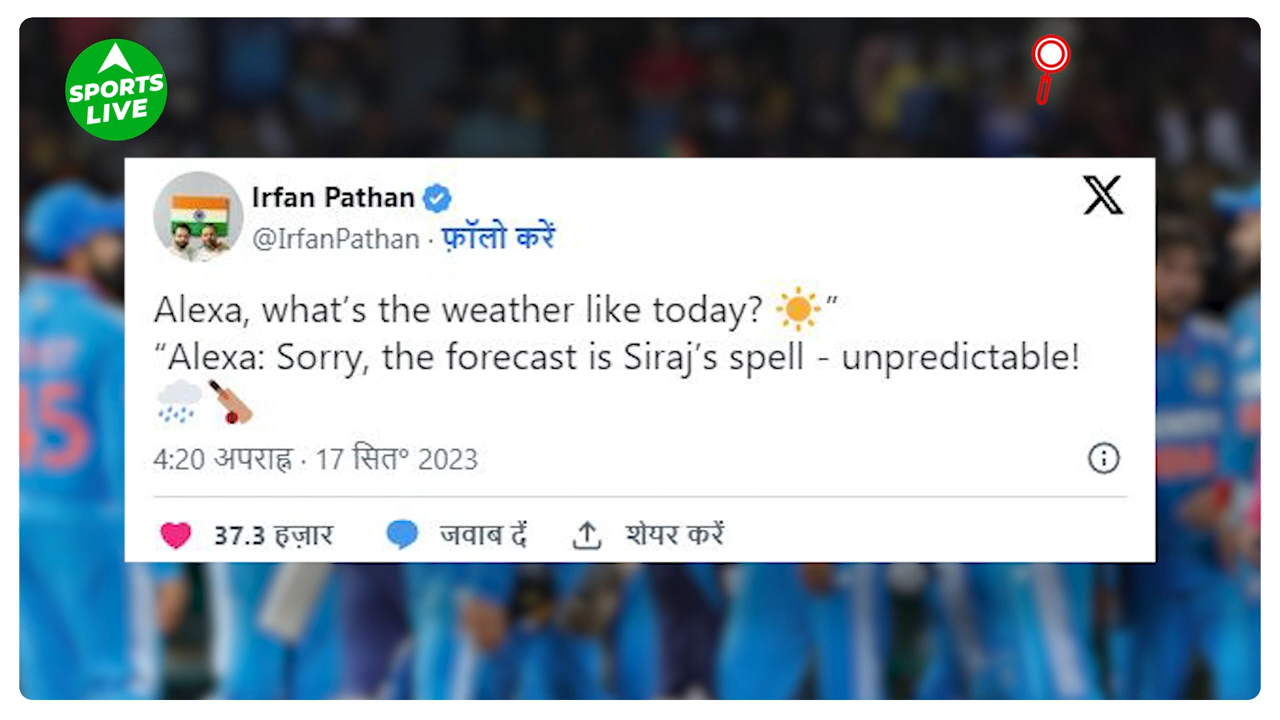 SPORTS
LIVE
Irfan Pathan
@IrfanPathan · फ़ॉलो करें
Alexa, what’s the weather like today? ☀️”
“Alexa: Sorry, the forecast is Siraj’s spell - unpredictable!
🌧️🏏
4:20 अपराह्न · 17 सित॰ 2023
37.3 हज़ार जवाब दें शेयर करें